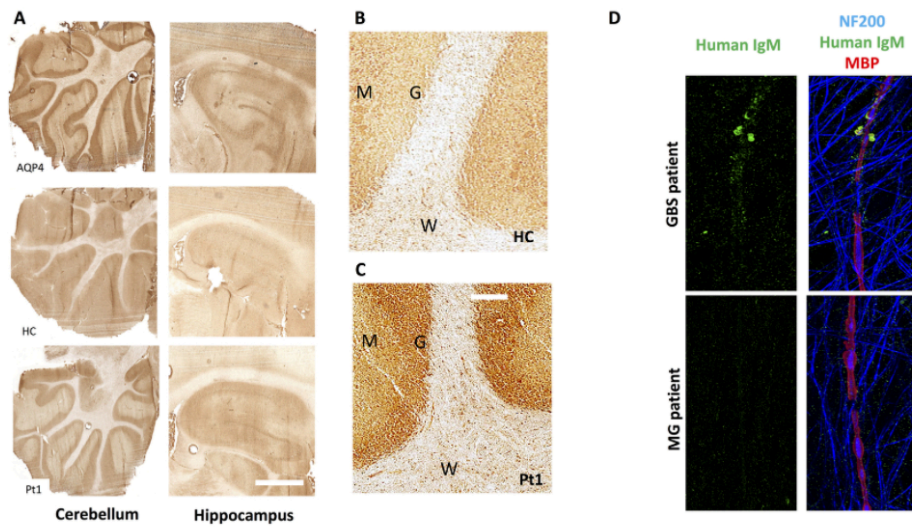 A
AQP4
HC
Pt1
Cerebellum
Hippocampus
B
M
G
W
HC
C
M
G
W
Pt1
D
Human IgM
NF200
Human IgM
MBP
GBS patient
MG patient